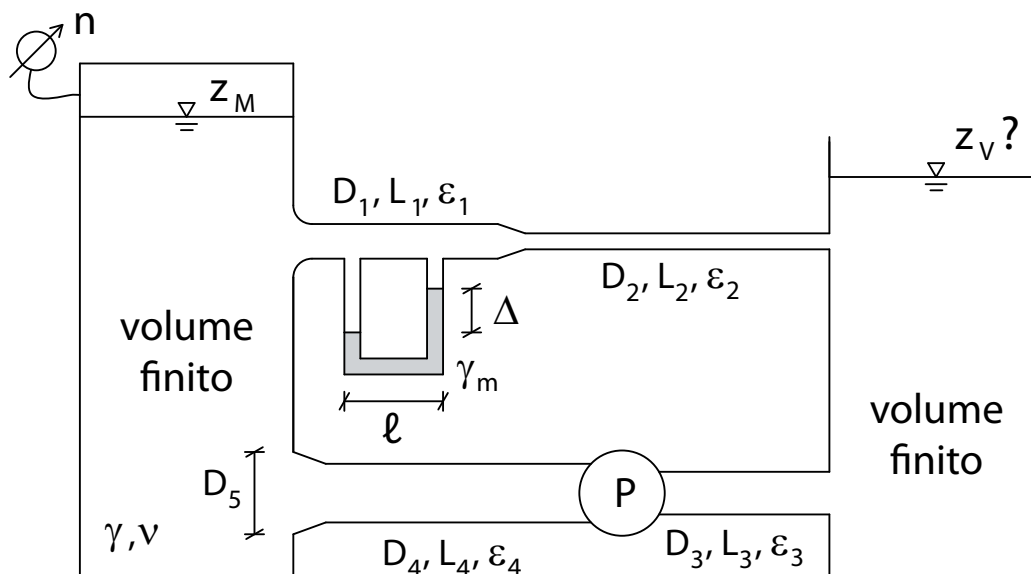 n
z_M
z_V ?
D_1, L_1, ε_1
D_2, L_2, ε_2
Δ
volume
finito
γ_m
ℓ
volume
finito
D_5
P
γ,ν
D_4, L_4, ε_4
D_3, L_3, ε_3